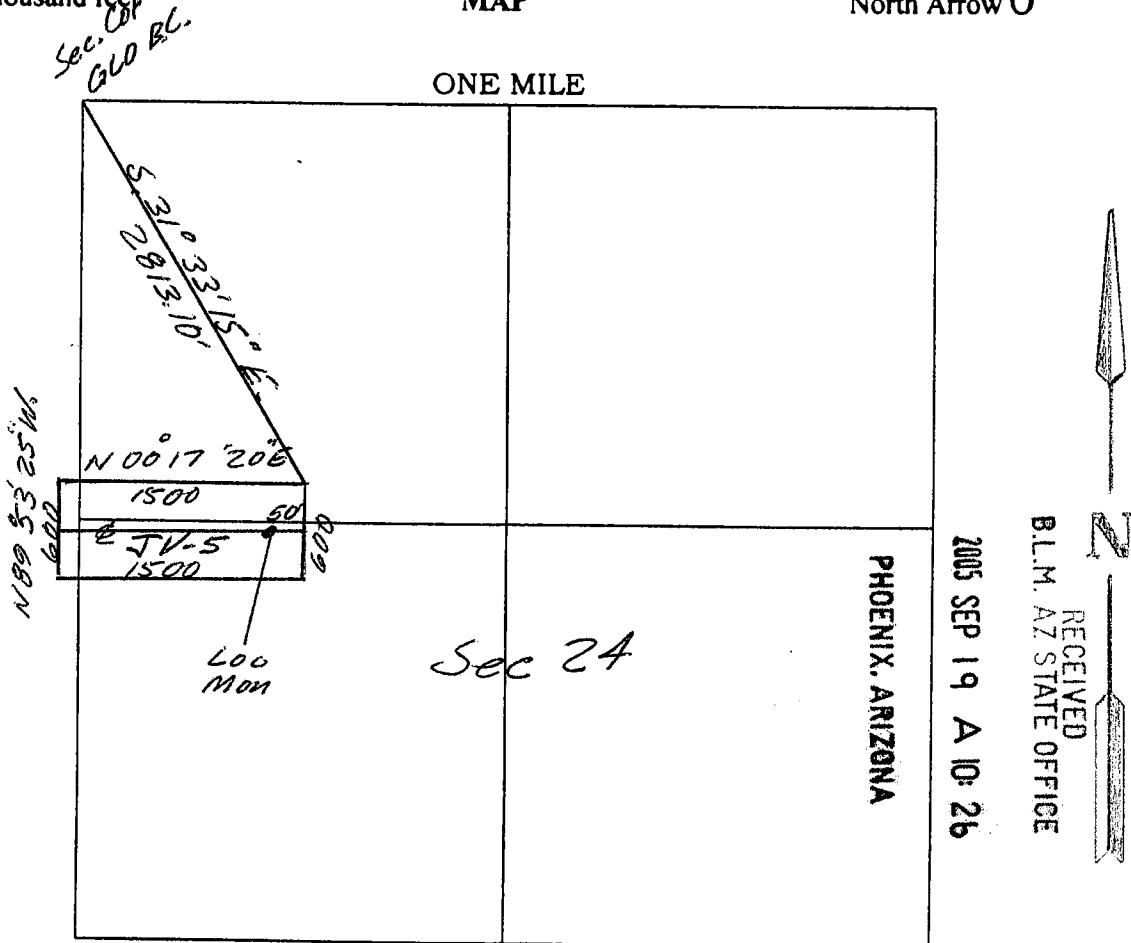 MAP
North Arrow
Sec. Cor
GLO B.C.
ONE MILE
S. 31° 33' 15" E.
2813.10'
N 00° 17' 20" E
1500
50'
N 89° 53' 25" W.
600
600
JV-5
1500
Loc
Mon
Sec 24
PHOENIX, ARIZONA
2005 SEP 19 A 10: 26
RECEIVED
B.L.M. AZ STATE OFFICE
N